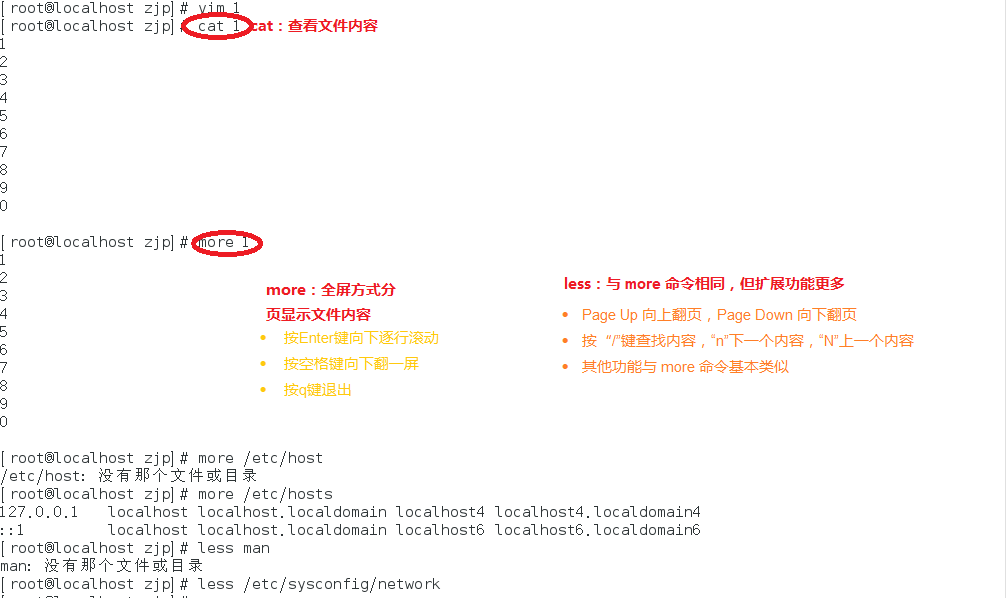 [root@localhost zjp]# vim 1
[root@localhost zjp]# cat 1 cat：查看文件内容
1
2
3
4
5
6
7
8
9
0
[root@localhost zjp]# more 1
1
2
3
4
5
6
7
8
9
0
more：全屏方式分
页显示文件内容
• 按Enter键向下逐行滚动
• 按空格键向下翻一屏
• 按q键退出
less：与 more 命令相同，但扩展功能更多
• Page Up 向上翻页，Page Down 向下翻页
• 按“/”键查找内容，“n”下一个内容，“N”上一个内容
• 其他功能与 more 命令基本类似
[root@localhost zjp]# more /etc/host
/etc/host: 没有那个文件或目录
[root@localhost zjp]# more /etc/hosts
127.0.0.1   localhost localhost.localdomain localhost4 localhost4.localdomain4
::1         localhost localhost.localdomain localhost6 localhost6.localdomain6
[root@localhost zjp]# less man
man: 没有那个文件或目录
[root@localhost zjp]# less /etc/sysconfig/network